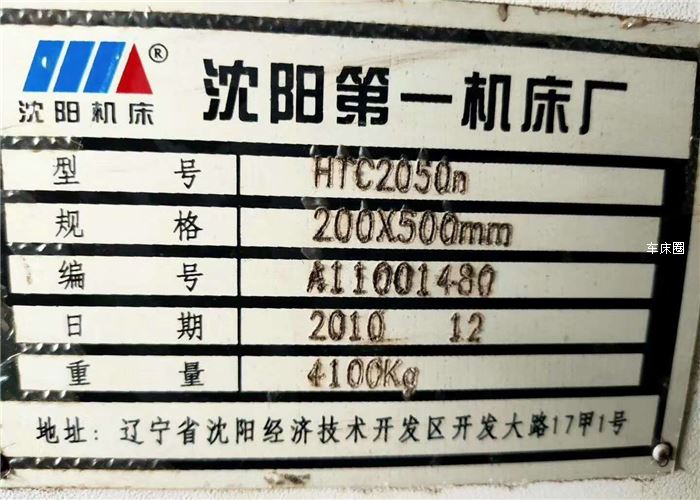 沈阳机床® 沈阳第一机床厂
型号 HTC2050n
规格 200X500mm
车床圈
编号 A11001480
日期 2010 12
重量 4100Kg
地址：辽宁省沈阳经济技术开发区开发大路17甲1号